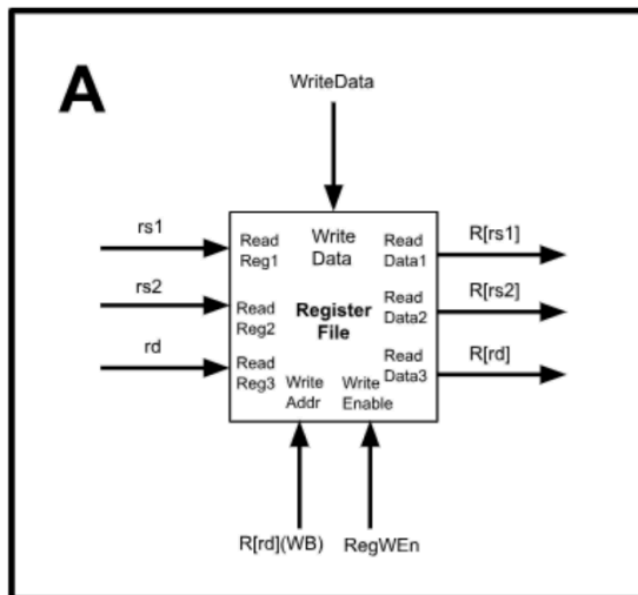 A
WriteData
rs1
rs2
rd
Read
Reg1
Write
Data
Read
Data1
Read
Reg2
Register
File
Read
Data2
Read
Reg3
Write
Addr
Write
Enable
Read
Data3
R[rs1]
R[rs2]
R[rd]
R[rd](WB)
RegWEn